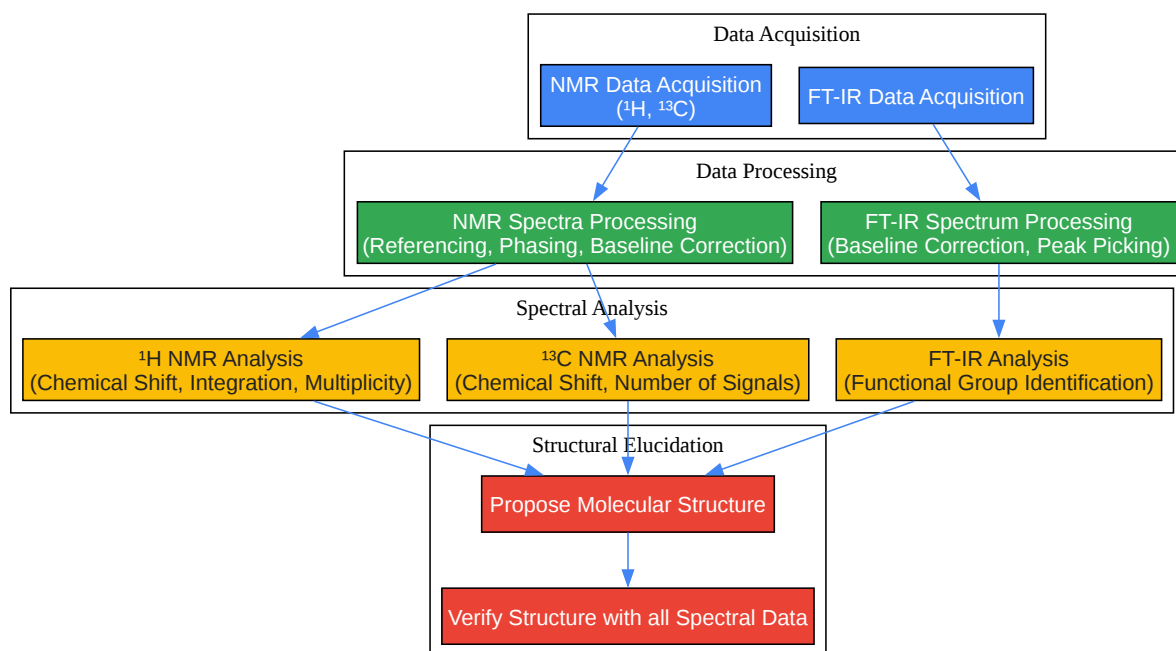 Data Acquisition
NMR Data Acquisition
(¹H, ¹³C)
FT-IR Data Acquisition
Data Processing
NMR Spectra Processing
(Referencing, Phasing, Baseline Correction)
FT-IR Spectrum Processing
(Baseline Correction, Peak Picking)
Spectral Analysis
¹H NMR Analysis
(Chemical Shift, Integration, Multiplicity)
¹³C NMR Analysis
(Chemical Shift, Number of Signals)
FT-IR Analysis
(Functional Group Identification)
Structural Elucidation
Propose Molecular Structure
Verify Structure with all Spectral Data